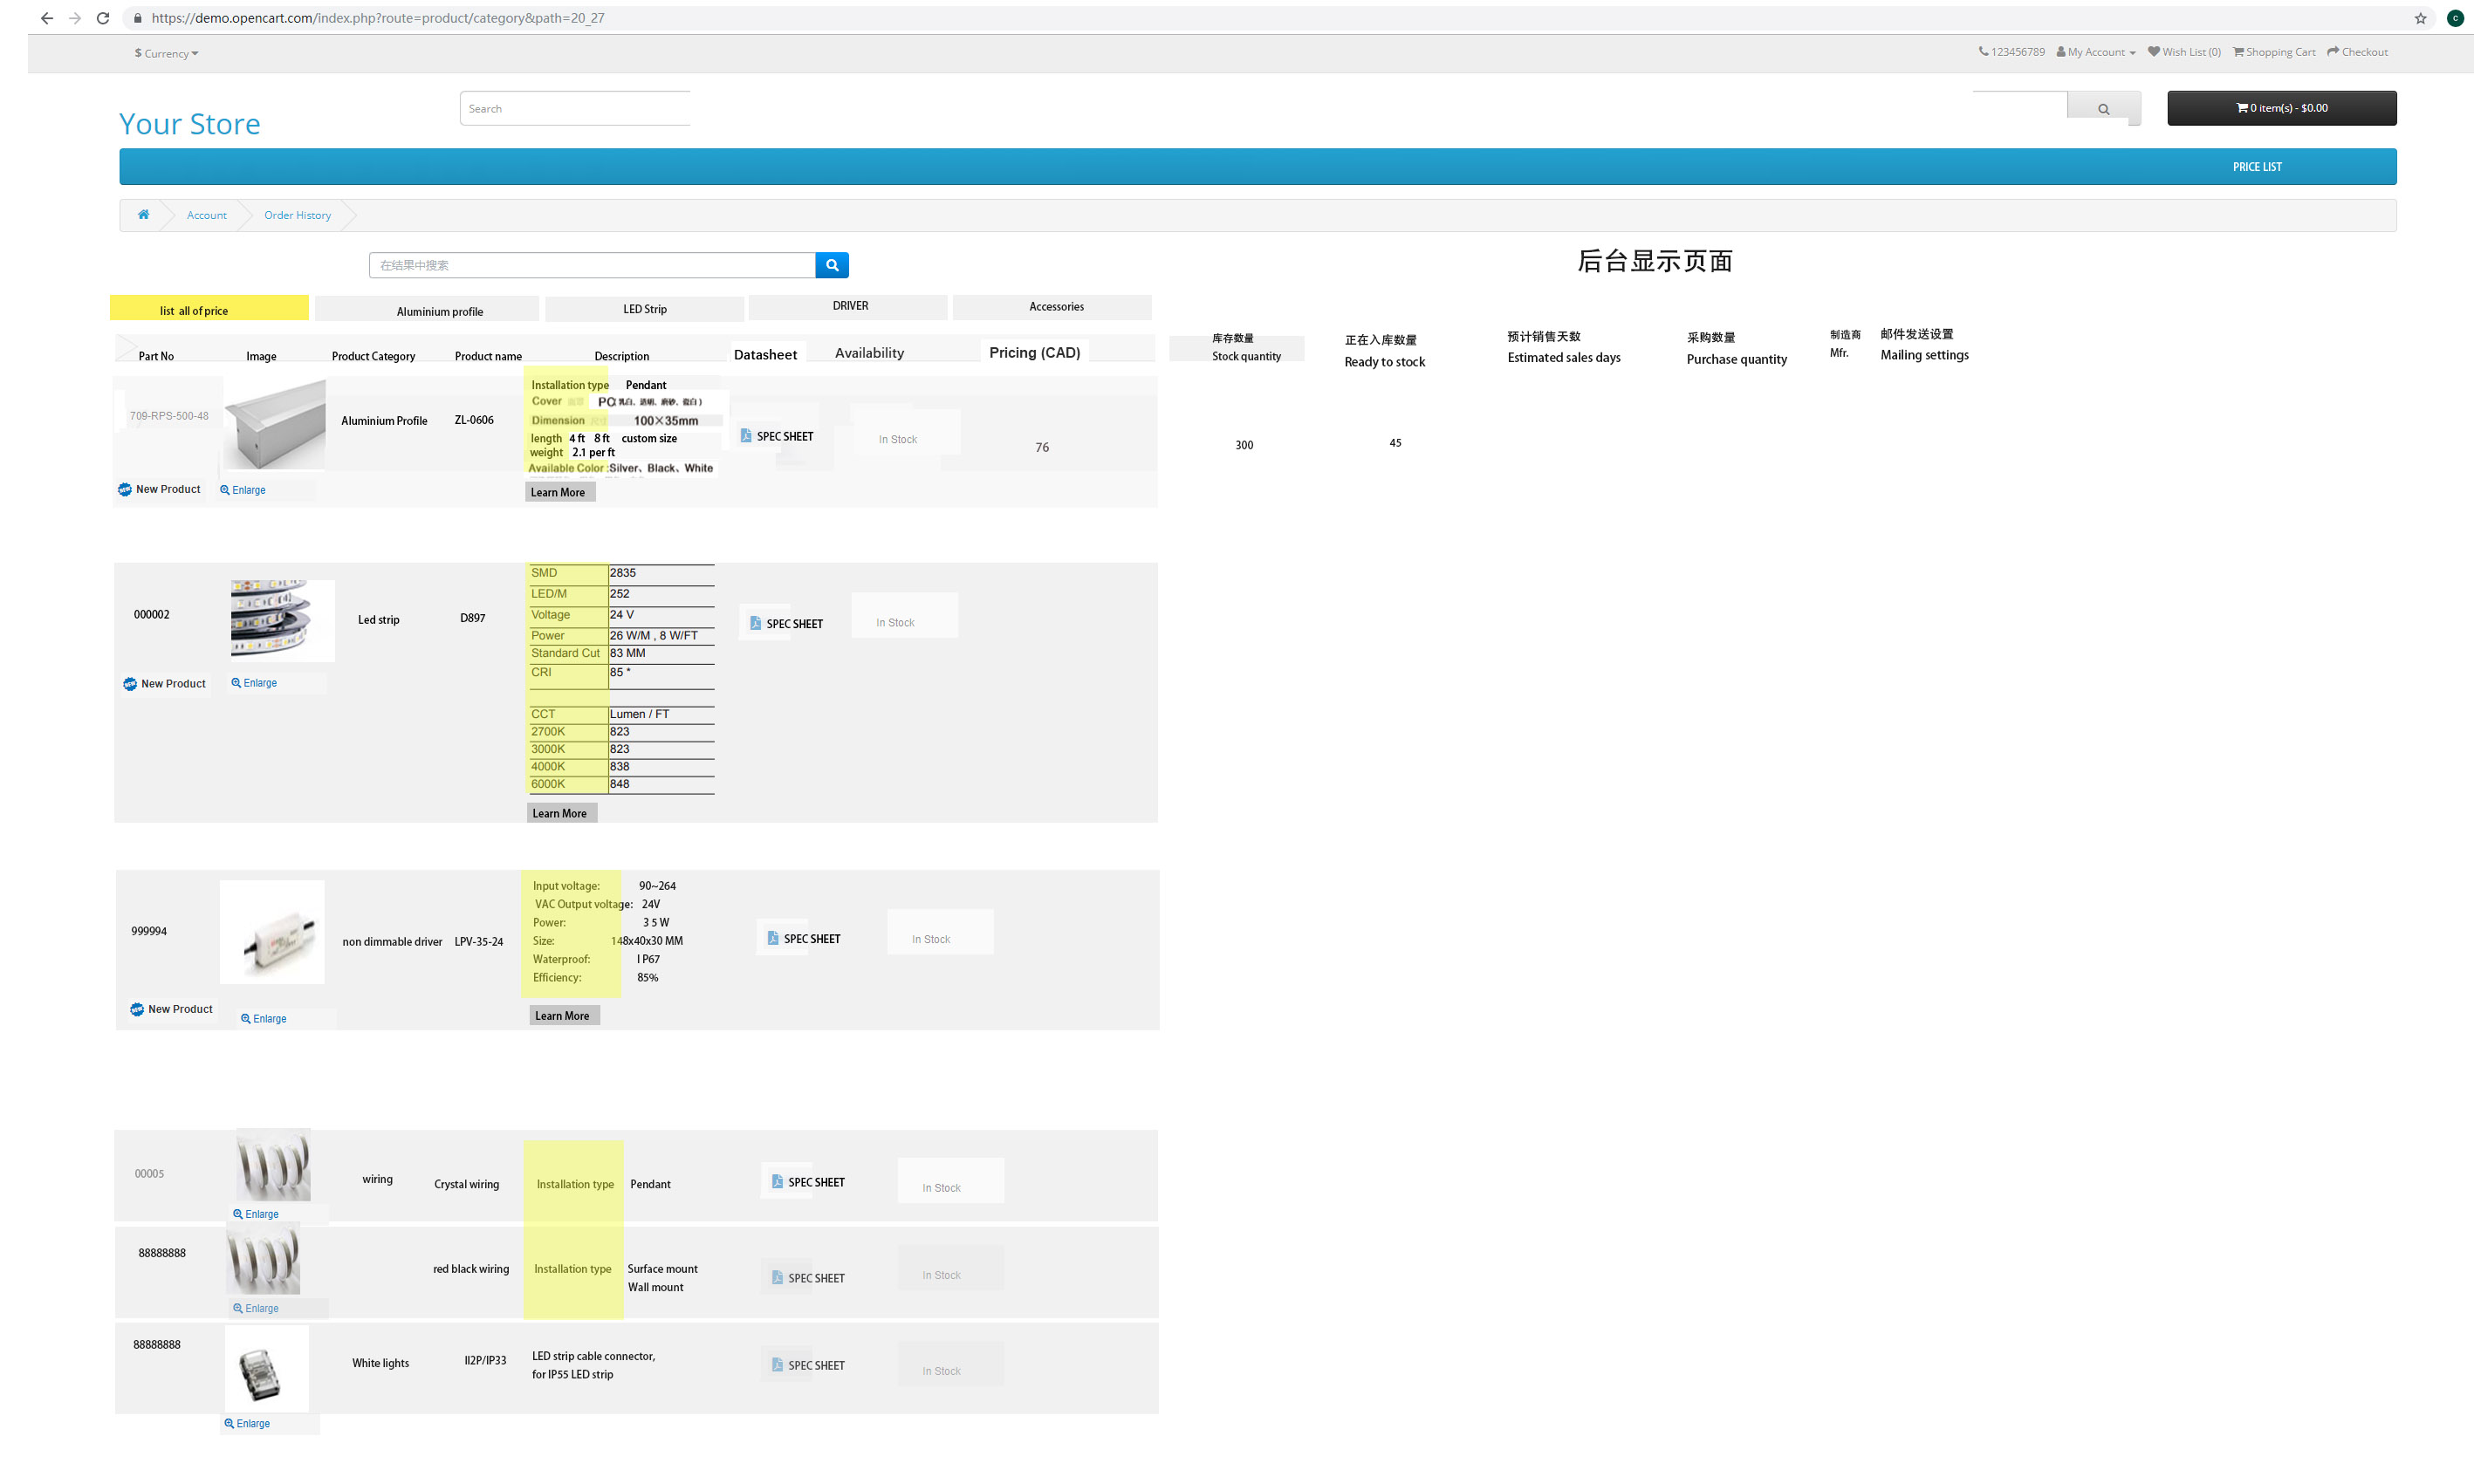 https://demo.opencart.com/index.php?route=product/category&path=20_27
c
$ Currency
123456789 My Account Wish List (0) Shopping Cart Checkout
Your Store
Search
0 item(s) - $0.00
PRICE LIST
Account
Order History
在结果中搜索
后台显示页面
list all of price
Aluminium profile
LED Strip
DRIVER
Accessories
Part No
Image
Product Category
Product name
Description
Datasheet
Availability
Pricing (CAD)
库存数量
Stock quantity
正在入库数量
Ready to stock
预计销售天数
Estimated sales days
采购数量
Purchase quantity
制造商
Mfr.
邮件发送设置
Mailing settings
709-RPS-500-48
Aluminium Profile
ZL-0606
Installation type Pendant
Cover PC( 乳白、透明、磨砂、瓷白)
Dimension 100×35mm
length 4 ft 8 ft custom size
weight 2.1 per ft
Available Color :Silver、Black、White
SPEC SHEET
In Stock
76
300
45
NEW New Product
Enlarge
Learn More
000002
Led strip
D897
SMD 2835
LED/M 252
Voltage 24 V
Power 26 W/M , 8 W/FT
Standard Cut 83 MM
CRI 85 *
CCT Lumen / FT
2700K 823
3000K 823
4000K 838
6000K 848
SPEC SHEET
In Stock
NEW New Product
Enlarge
Learn More
999994
non dimmable driver
LPV-35-24
Input voltage: 90~264
VAC Output voltage: 24V
Power: 3 5 W
Size: 148x40x30 MM
Waterproof: I P67
Efficiency: 85%
SPEC SHEET
In Stock
NEW New Product
Enlarge
Learn More
00005
wiring
Crystal wiring
Installation type Pendant
SPEC SHEET
In Stock
Enlarge
88888888
red black wiring
Installation type Surface mount
Wall mount
SPEC SHEET
In Stock
Enlarge
88888888
White lights
II2P/IP33
LED strip cable connector,
for IP55 LED strip
SPEC SHEET
In Stock
Enlarge